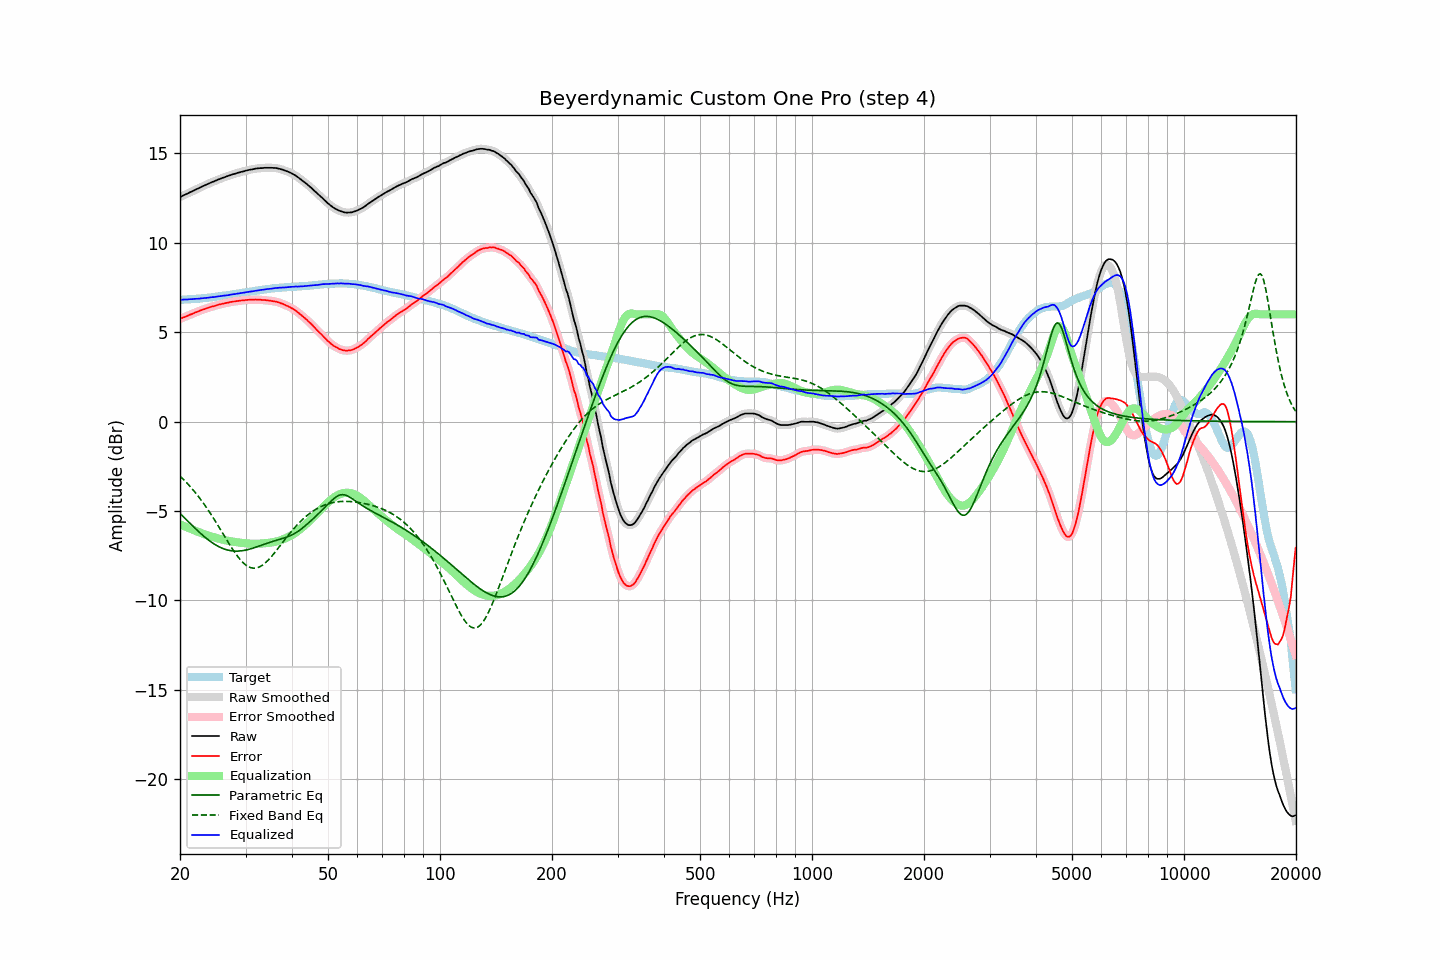 Beyerdynamic Custom One Pro (step 4)
15
10
5
0
−5
−10
−15
−20
Amplitude (dBr)
Target
Raw Smoothed
Error Smoothed
Raw
Error
Equalization
Parametric Eq
Fixed Band Eq
Equalized
20 50 100 200 500 1000 2000 5000 10000 20000
Frequency (Hz)